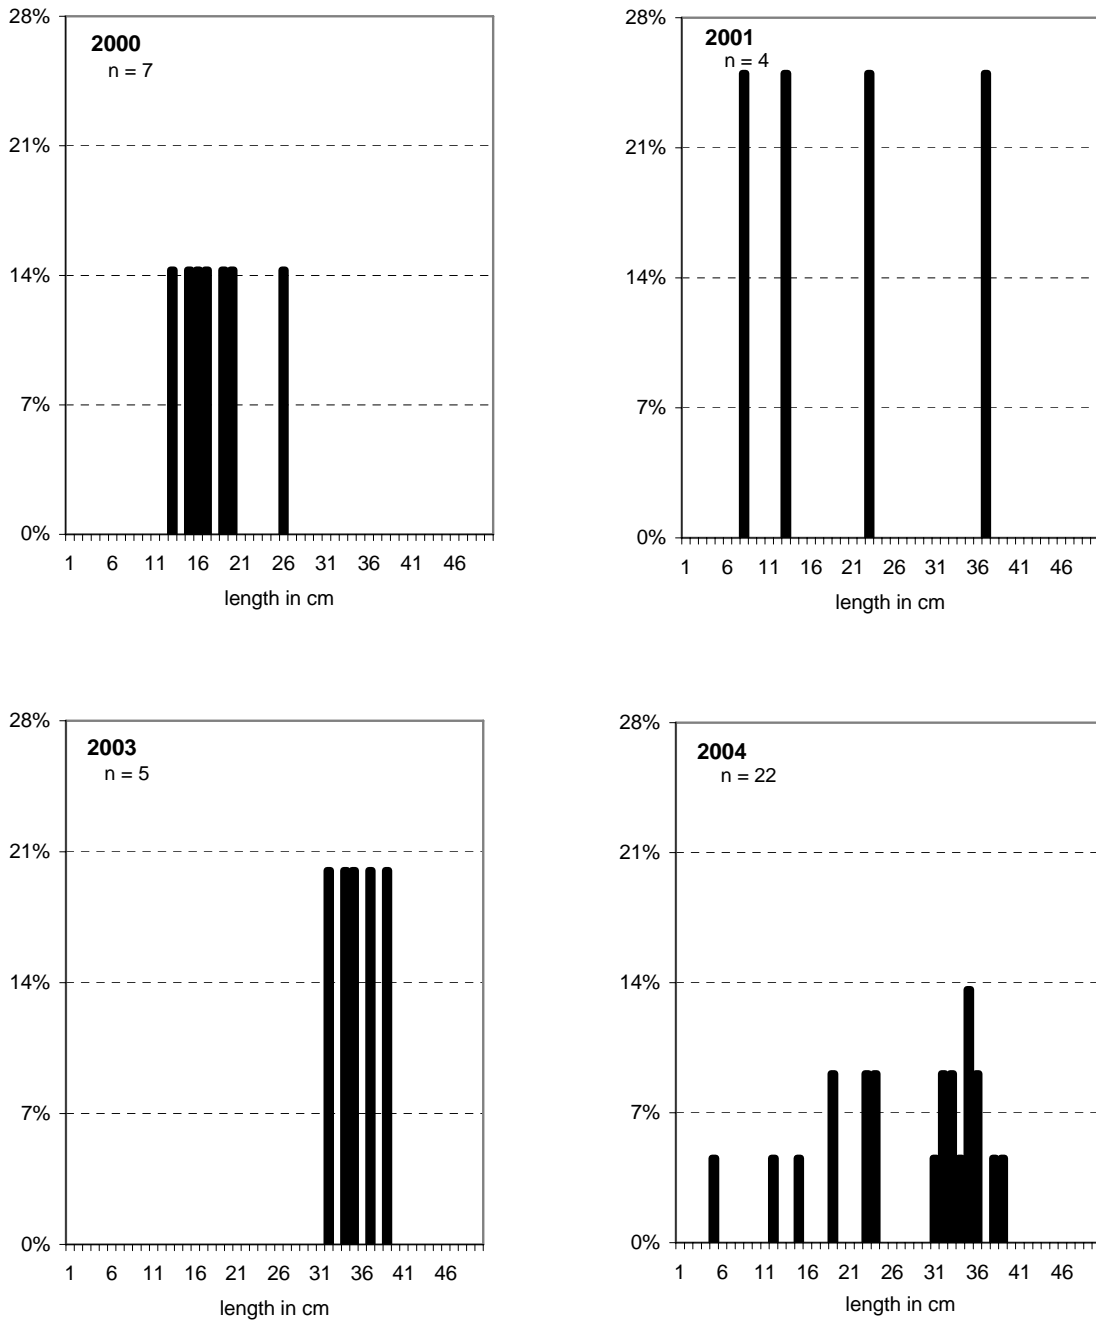 28%
2000
n = 7
21%
14%
7%
0%
1 6 11 16 21 26 31 36 41 46
length in cm
28%
2001
n = 4
21%
14%
7%
0%
1 6 11 16 21 26 31 36 41 46
length in cm
28%
2003
n = 5
21%
14%
7%
0%
1 6 11 16 21 26 31 36 41 46
length in cm
28%
2004
n = 22
21%
14%
7%
0%
1 6 11 16 21 26 31 36 41 46
length in cm